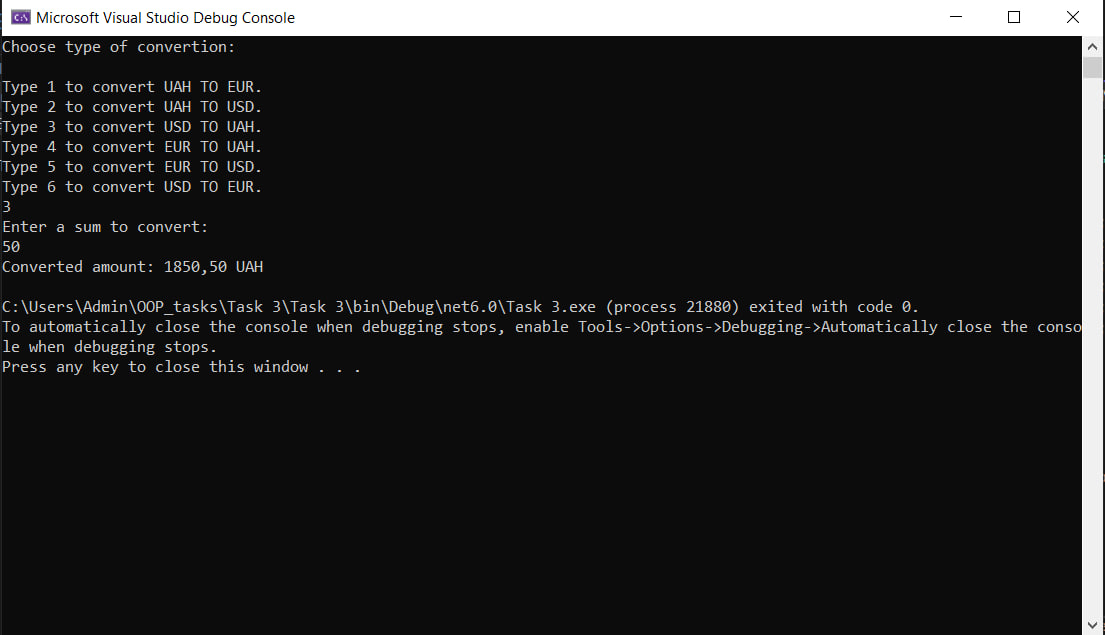 Microsoft Visual Studio Debug Console
Choose type of convertion:
Type 1 to convert UAH TO EUR.
Type 2 to convert UAH TO USD.
Type 3 to convert USD TO UAH.
Type 4 to convert EUR TO UAH.
Type 5 to convert EUR TO USD.
Type 6 to convert USD TO EUR.
3
Enter a sum to convert:
50
Converted amount: 1850,50 UAH
C:\Users\Admin\OOP_tasks\Task 3\Task 3\bin\Debug\net6.0\Task 3.exe (process 21880) exited with code 0.
To automatically close the console when debugging stops, enable Tools->Options->Debugging->Automatically close the conso
le when debugging stops.
Press any key to close this window . . .